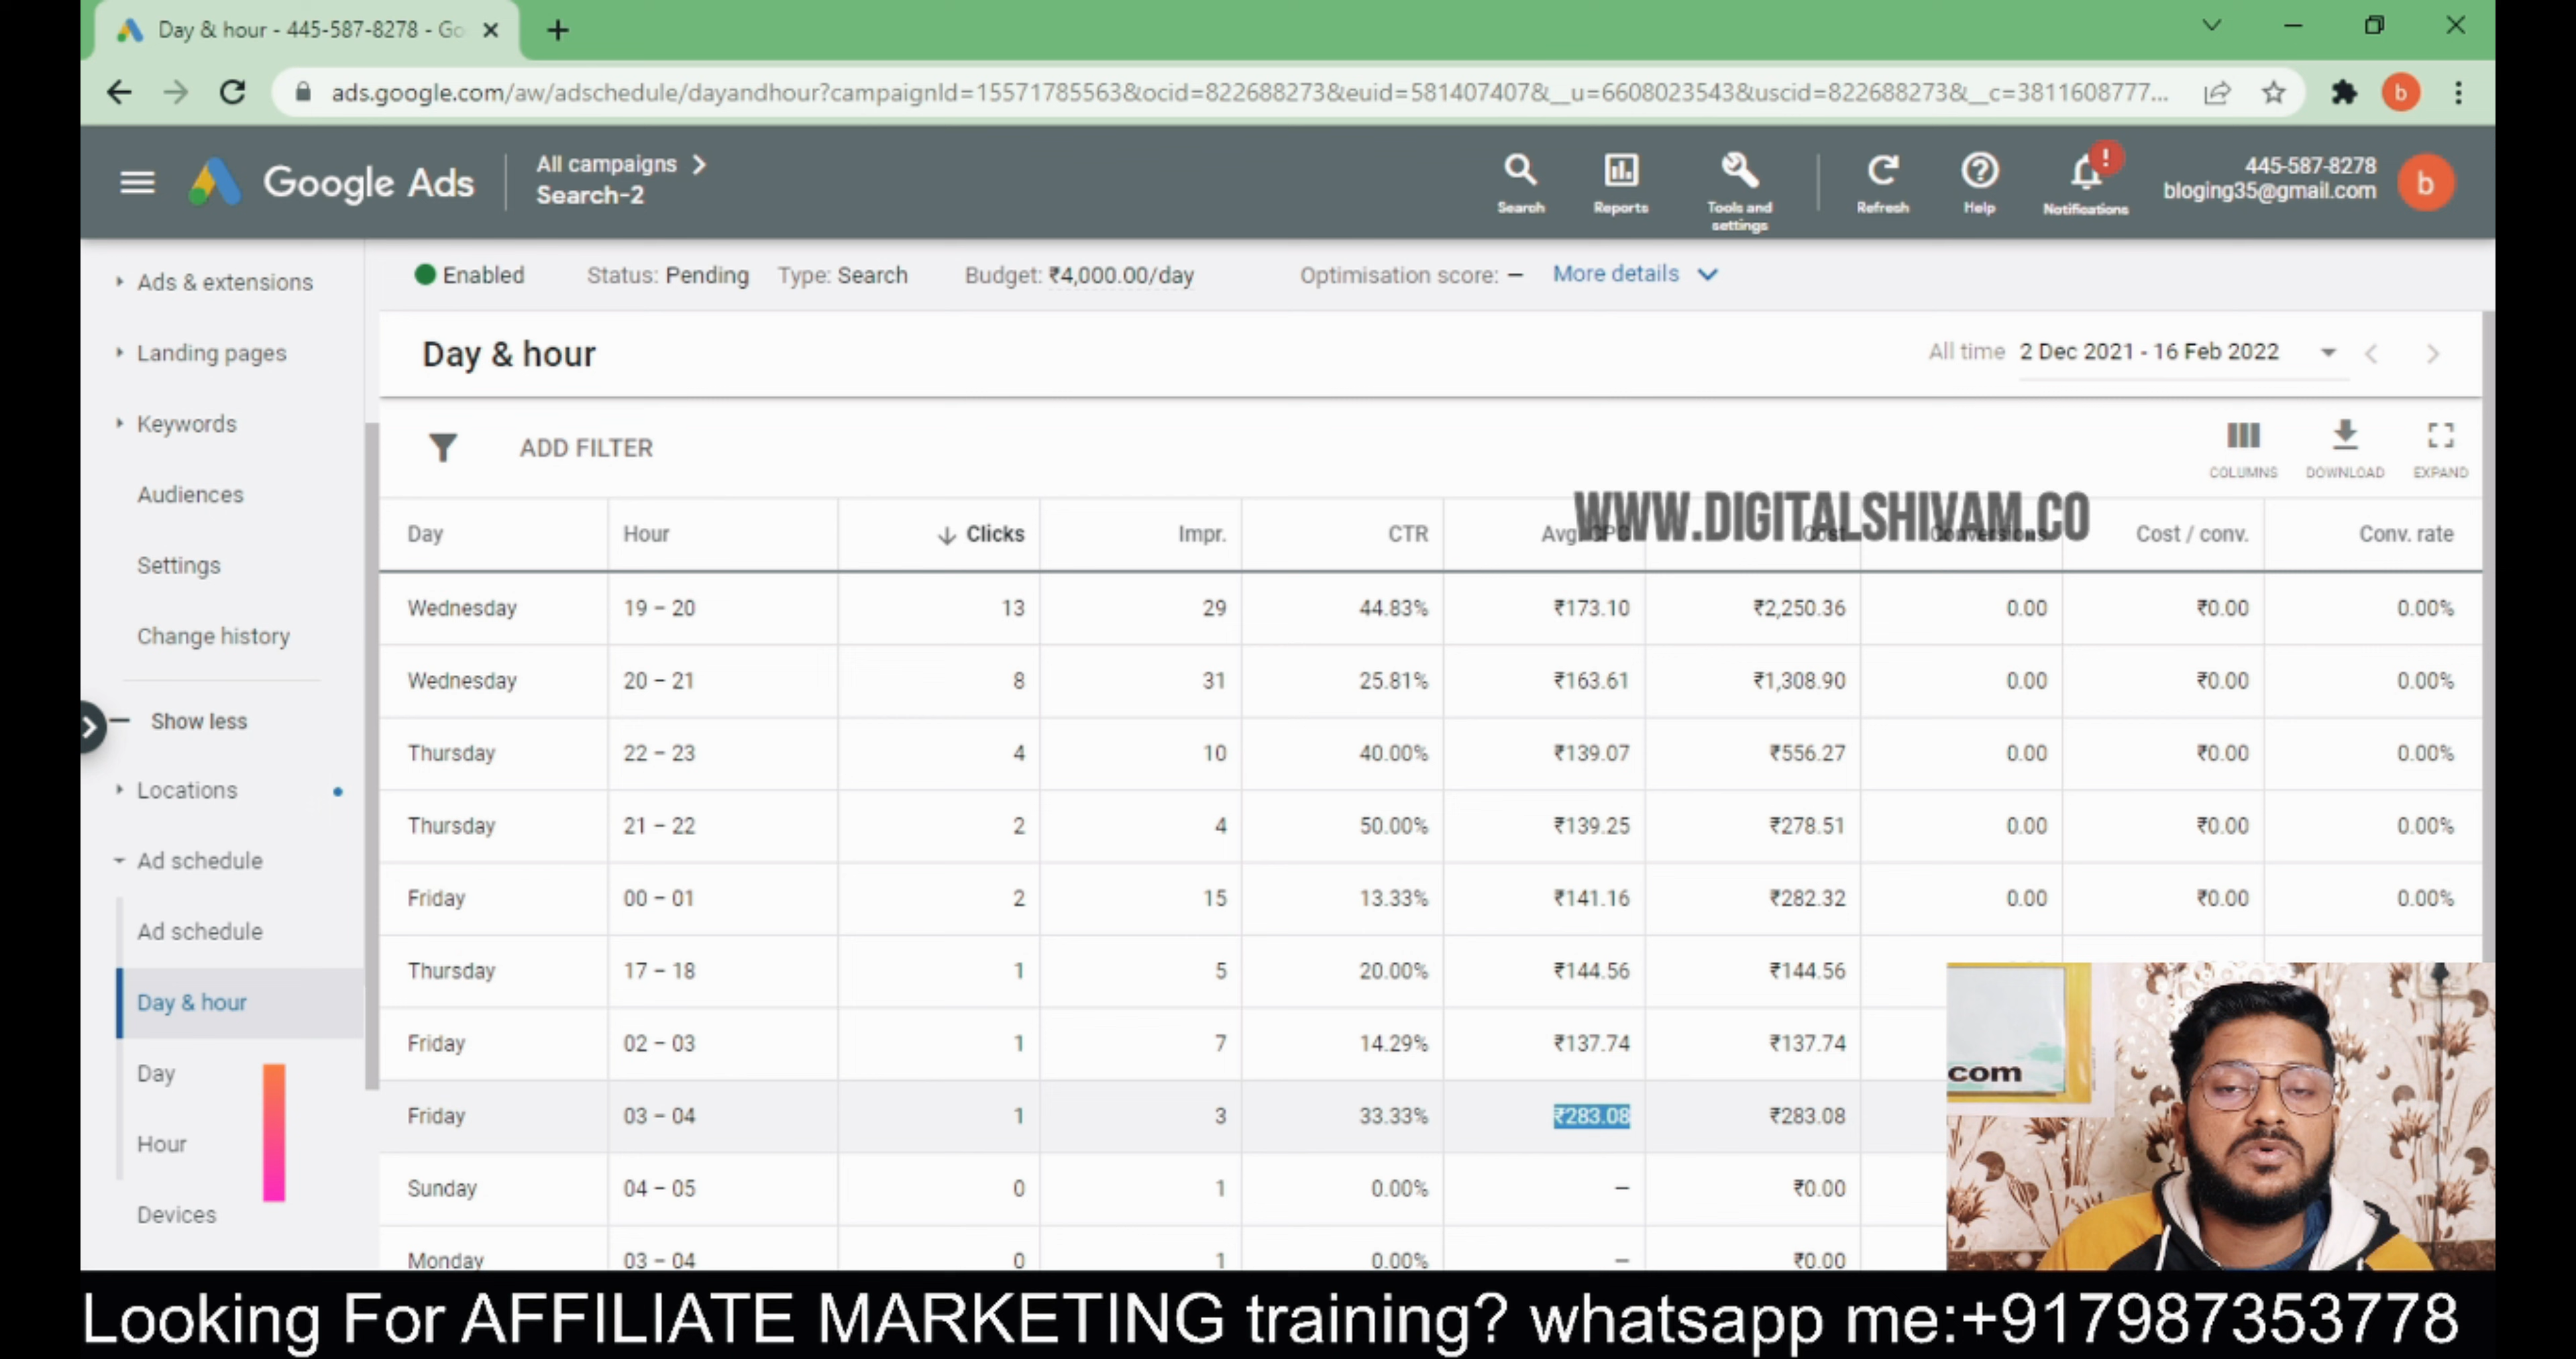 Day & hour - 445-587-8278 - Go
ads.google.com/aw/adschedule/dayandhour?campaignId=15571785563&ocid=822688273&euid=581407407&__u=6608023543&uscid=822688273&__c=3811608777...
b
Google Ads
All campaigns
Search-2
Search
Reports
Tools and
settings
Refresh
Help
!
Notifications
445-587-8278
bloging35@gmail.com
b
Enabled Status: Pending Type: Search Budget: ₹4,000.00/day Optimisation score: – More details
Ads & extensions
Landing pages
Keywords
Audiences
Settings
Change history
Show less
Locations
Ad schedule
Ad schedule
Day & hour
Day
Hour
Devices
Day & hour
All time 2 Dec 2021 - 16 Feb 2022
ADD FILTER
COLUMNS DOWNLOAD EXPAND
WWW.DIGITALSHIVAM.CO
Day Hour Clicks Impr. CTR Avg. CPC Cost Conversions Cost / conv. Conv. rate
Wednesday 19 – 20 13 29 44.83% ₹173.10 ₹2,250.36 0.00 ₹0.00 0.00%
Wednesday 20 – 21 8 31 25.81% ₹163.61 ₹1,308.90 0.00 ₹0.00 0.00%
Thursday 22 – 23 4 10 40.00% ₹139.07 ₹556.27 0.00 ₹0.00 0.00%
Thursday 21 – 22 2 4 50.00% ₹139.25 ₹278.51 0.00 ₹0.00 0.00%
Friday 00 – 01 2 15 13.33% ₹141.16 ₹282.32 0.00 ₹0.00 0.00%
Thursday 17 – 18 1 5 20.00% ₹144.56 ₹144.56
Friday 02 – 03 1 7 14.29% ₹137.74 ₹137.74
Friday 03 – 04 1 3 33.33% ₹283.08 ₹283.08
Sunday 04 – 05 0 1 0.00% – ₹0.00
Monday 03 – 04 0 1 0.00% – ₹0.00
com
Looking For AFFILIATE MARKETING training? whatsapp me:+917987353778